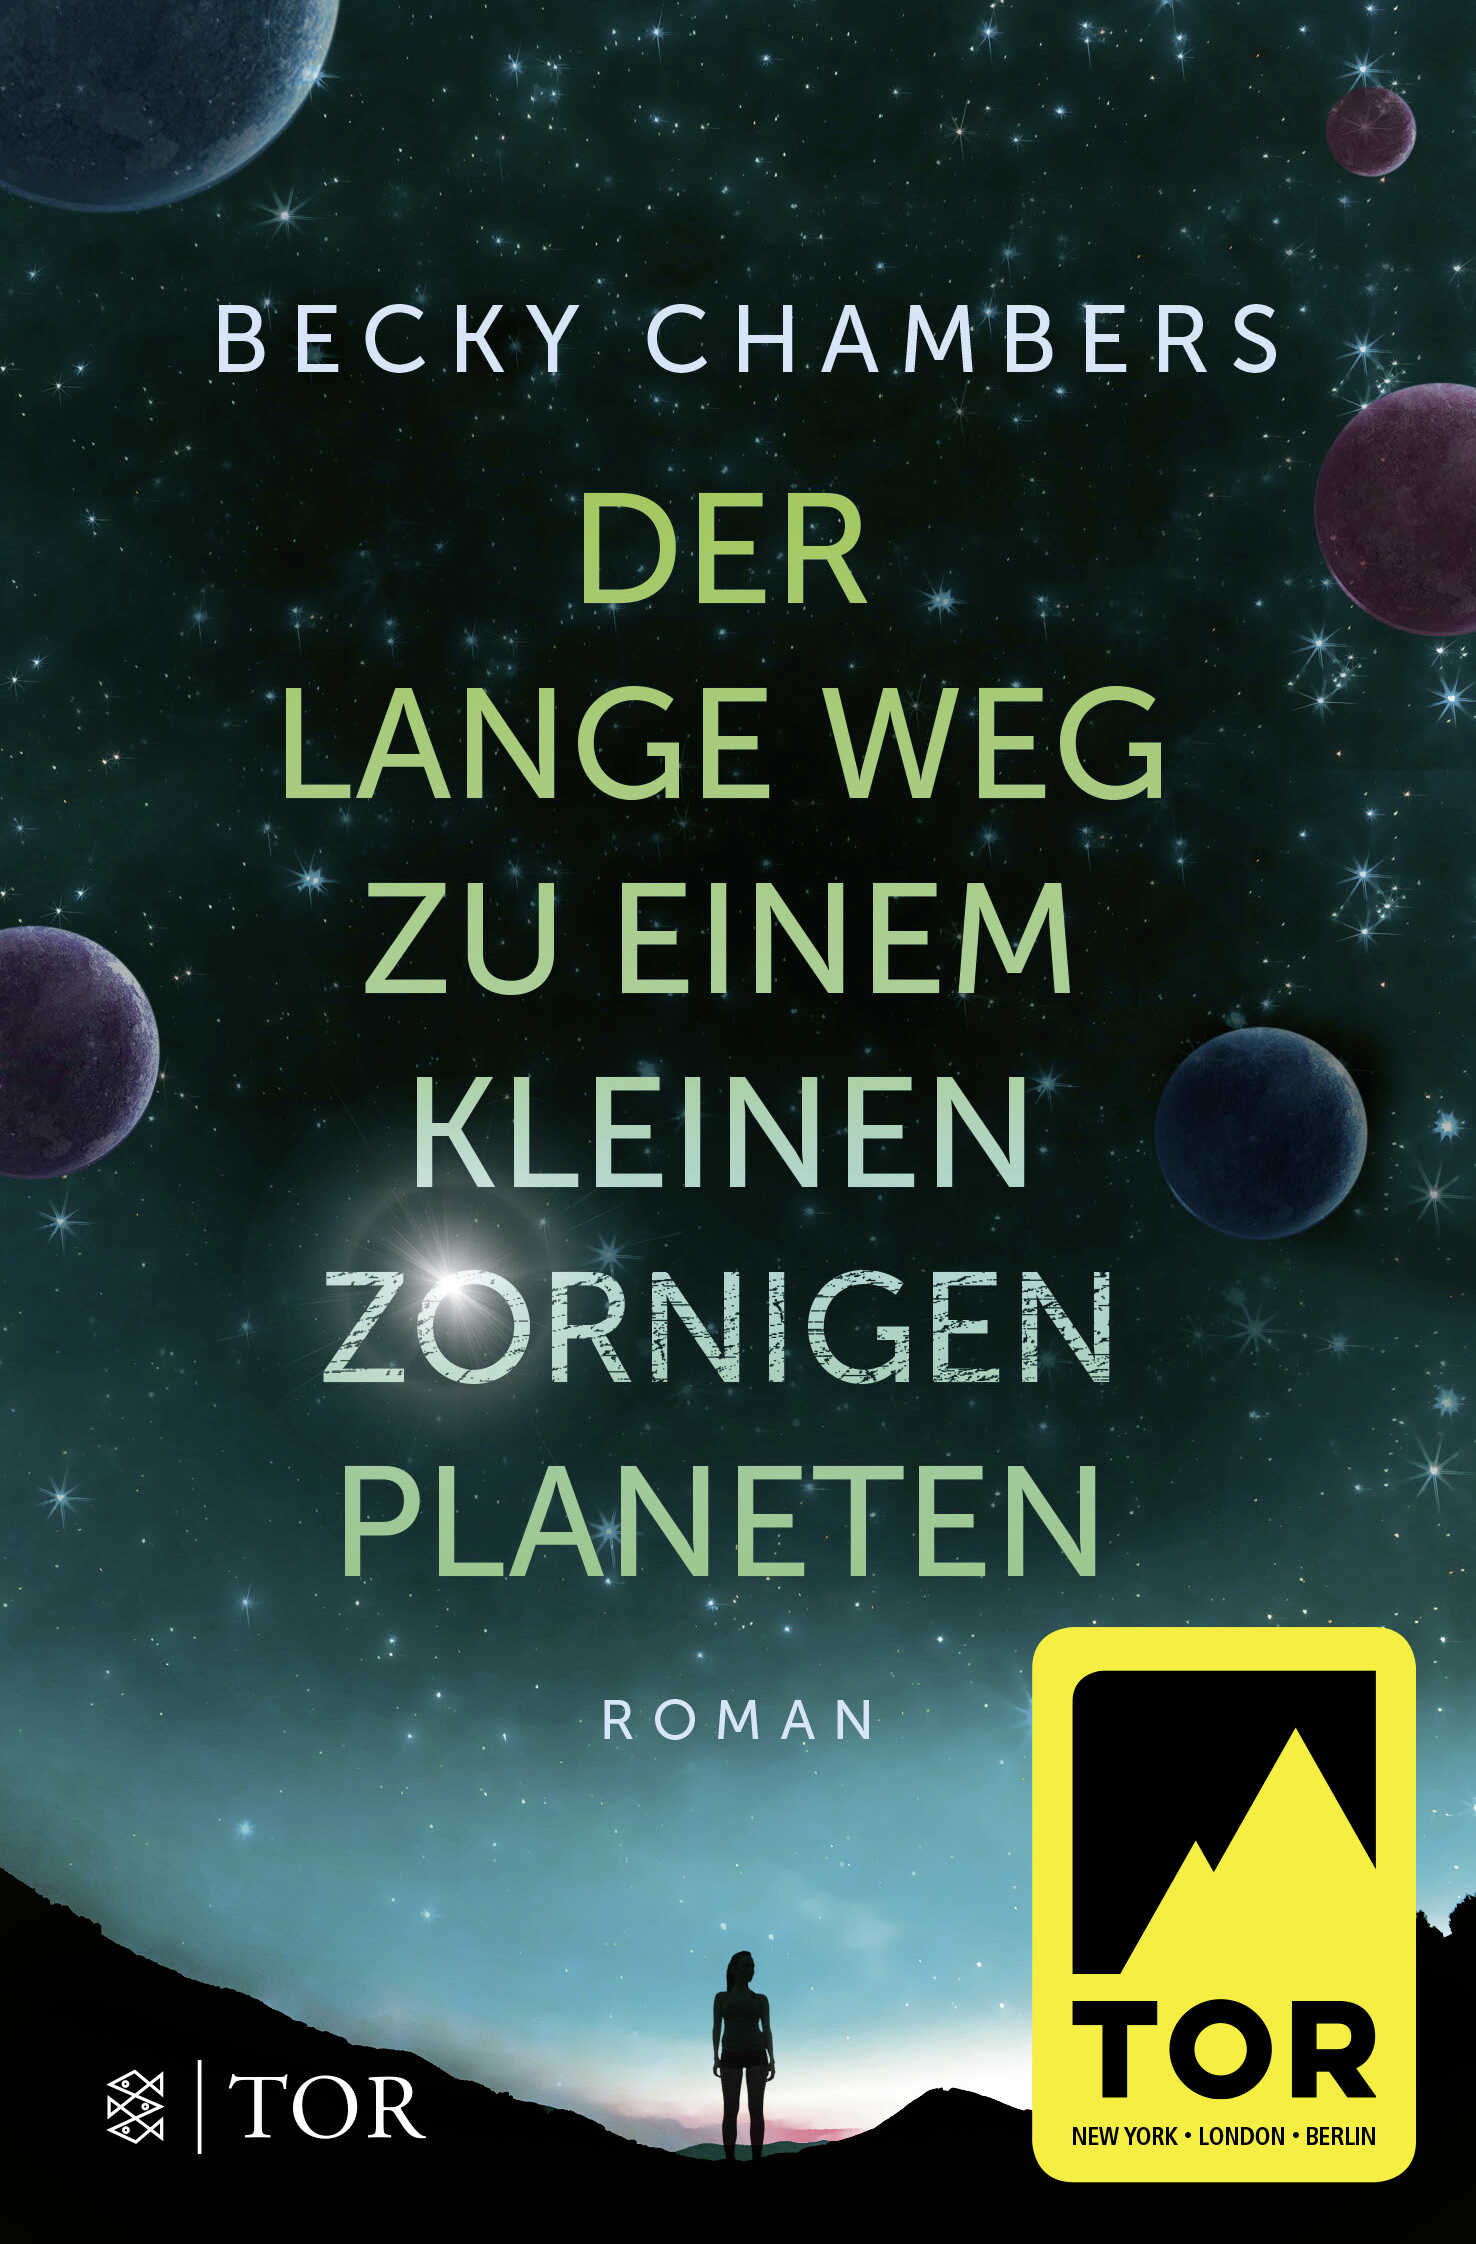 BECKY CHAMBERS
DER
LANGE WEG
ZU EINEM
KLEINEN
ZORNIGEN
PLANETEN
ROMAN
TOR
TOR
NEW YORK • LONDON • BERLIN